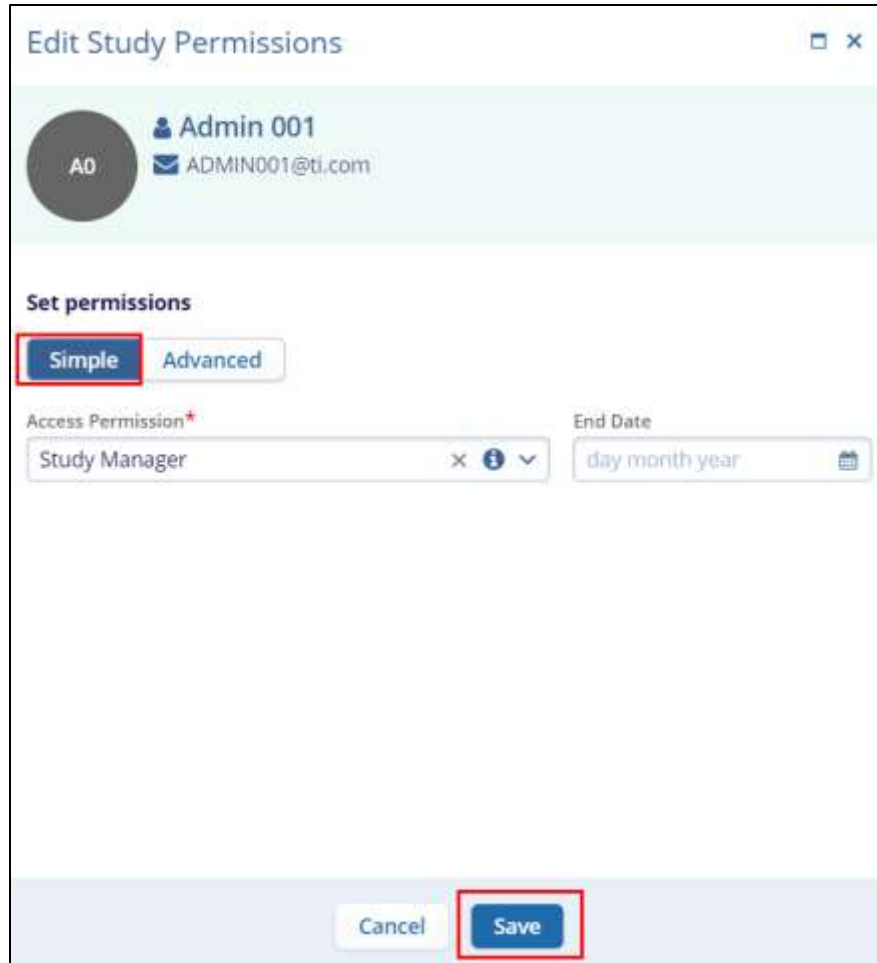 Edit Study Permissions
A0
Admin 001
ADMIN001@ti.com
Set permissions
Simple Advanced
Access Permission* End Date
Study Manager day month year
Cancel Save